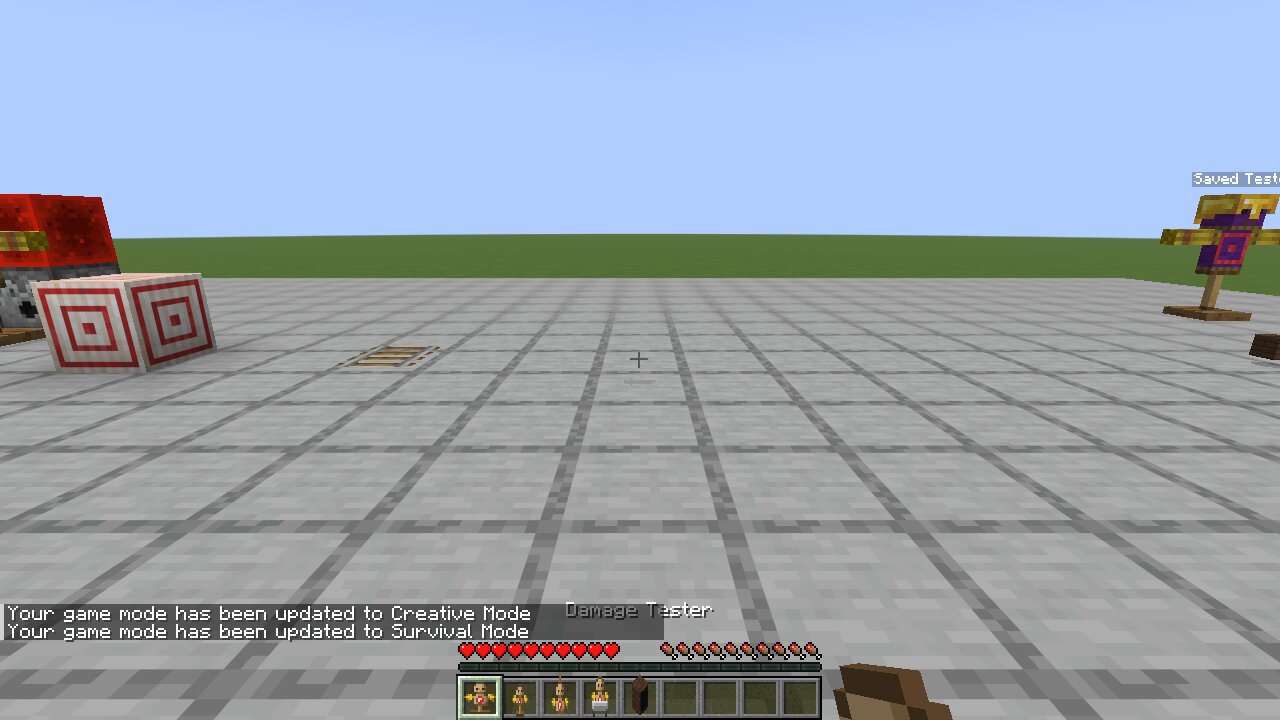 Saved Test
Your game mode has been updated to Creative Mode
Damage Tester
Your game mode has been updated to Survival Mode